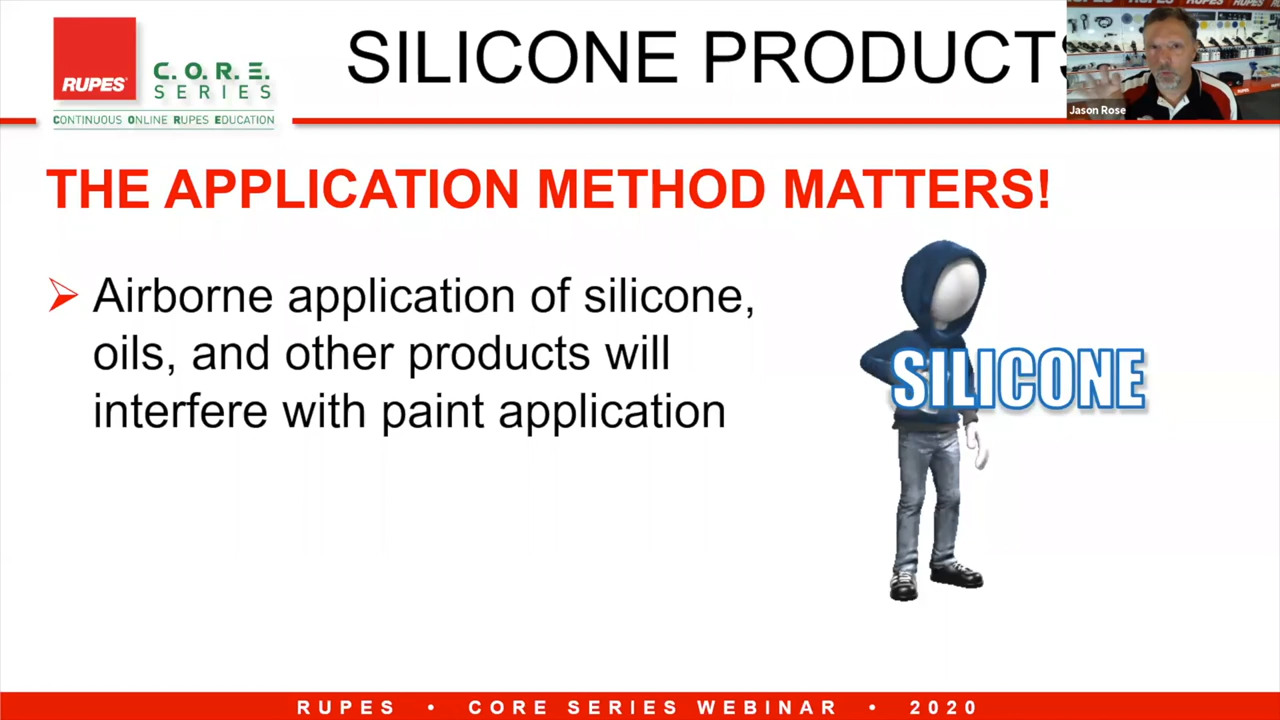 SILICONE PRODUCTS
RUPES
C.O.R.E.
SERIES
CONTINUOUS ONLINE RUPES EDUCATION
Jason Rose
THE APPLICATION METHOD MATTERS!
Airborne application of silicone,
oils, and other products will
interfere with paint application
SILICONE
RUPES • CORE SERIES WEBINAR • 2020